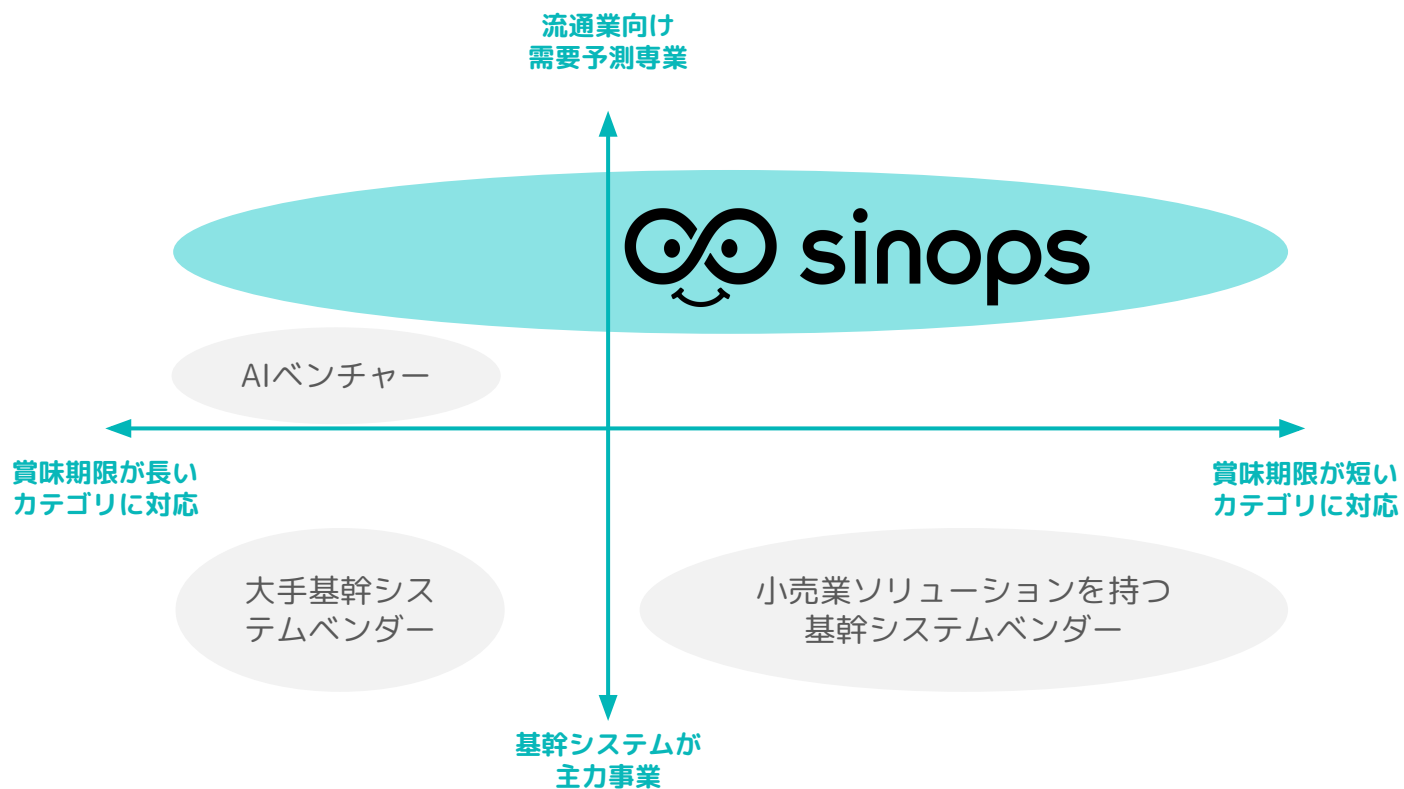 流通業向け
需要予測専業
sinops
AIベンチャー
賞味期限が長い
カテゴリに対応
賞味期限が短い
カテゴリに対応
大手基幹シス
テムベンダー
小売業ソリューションを持つ
基幹システムベンダー
基幹システムが
主力事業